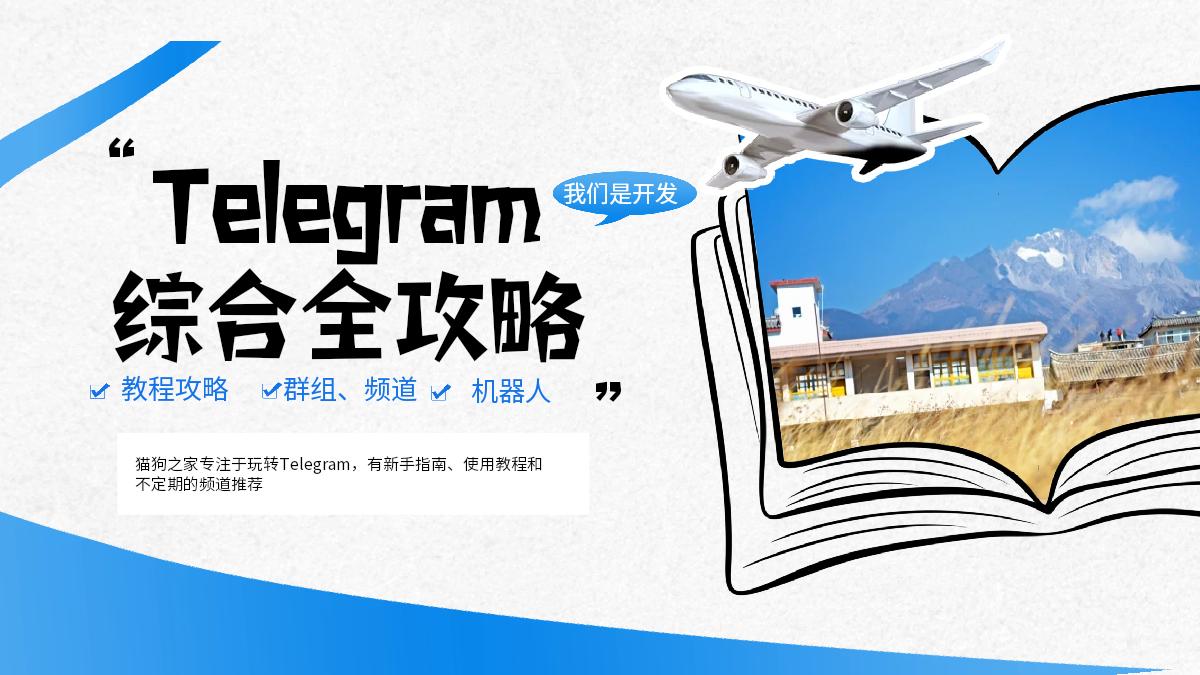 “
Telegram
我们是开发
综合全攻略
教程攻略 群组、频道 机器人
”
猫狗之家专注于玩转Telegram，有新手指南、使用教程和
不定期的频道推荐